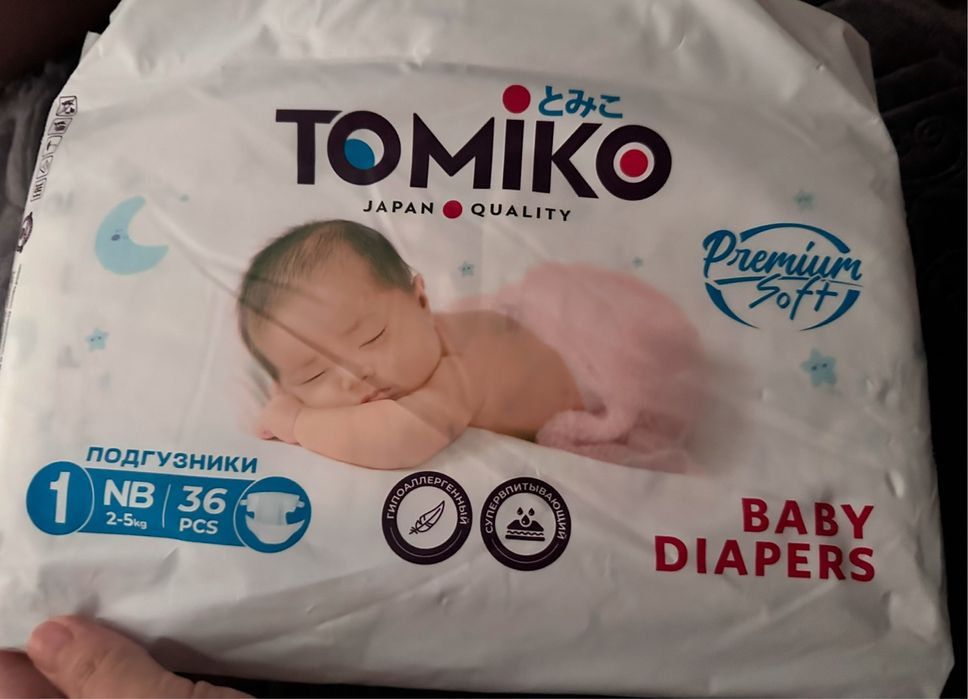 とみこ
TOMIKO
JAPAN QUALITY
Premium
Soft
ПОДГУЗНИКИ
1 NB 36
2-5kg PCS
ГИПОАЛЛЕРГЕННЫЙ
СУПЕРВПИТЫВАЮЩИЙ
BABY
DIAPERS
EAC